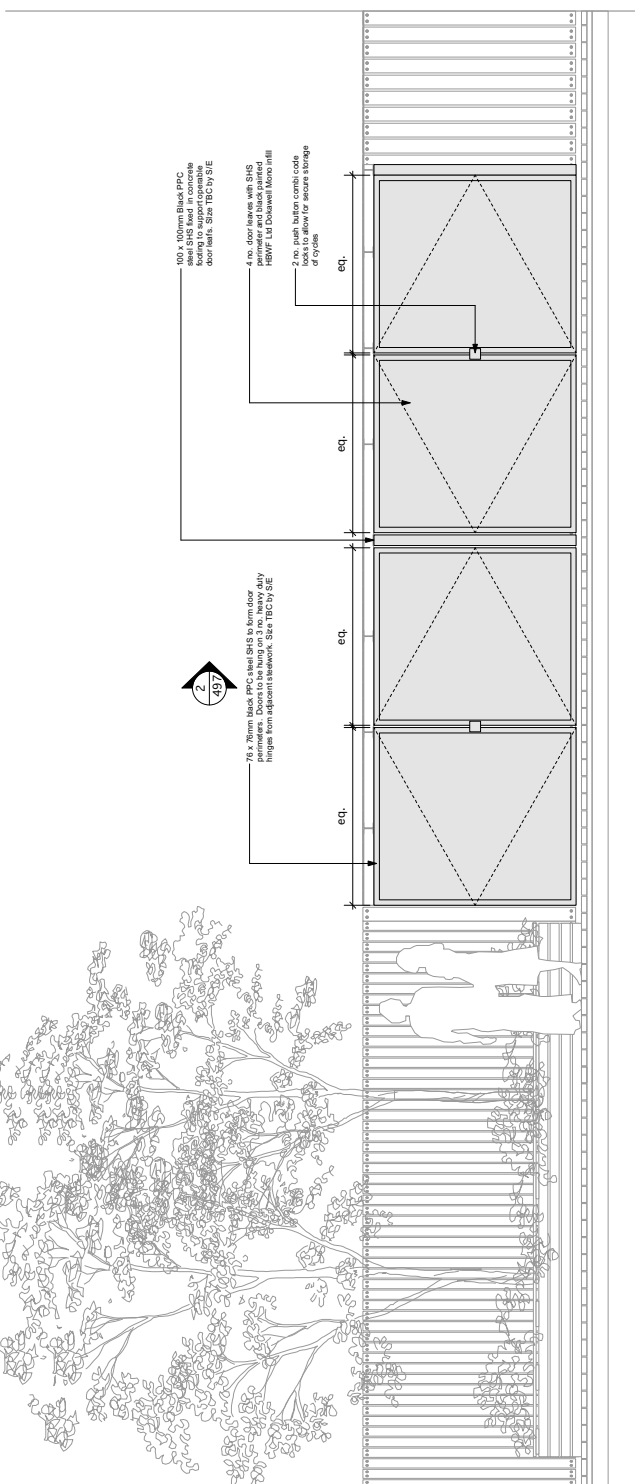 100 x 100mm Black PPC
steel SHS fixed in concrete
footing to support operable
door leafs. Size TBC by S/E
4 no. door leaves with SHS
perimeter and black painted
HBWF Ltd Dokawell Mono infill
2 no. push button combi code
locks to allow for secure storage
of cycles
76 x 76mm black PPC steel SHS to form door
perimeters. Doors to be hung on 3 no. heavy duty
hinges from adjacent steelwork. Size TBC by S/E
2
497
eq.
eq.
eq.
eq.